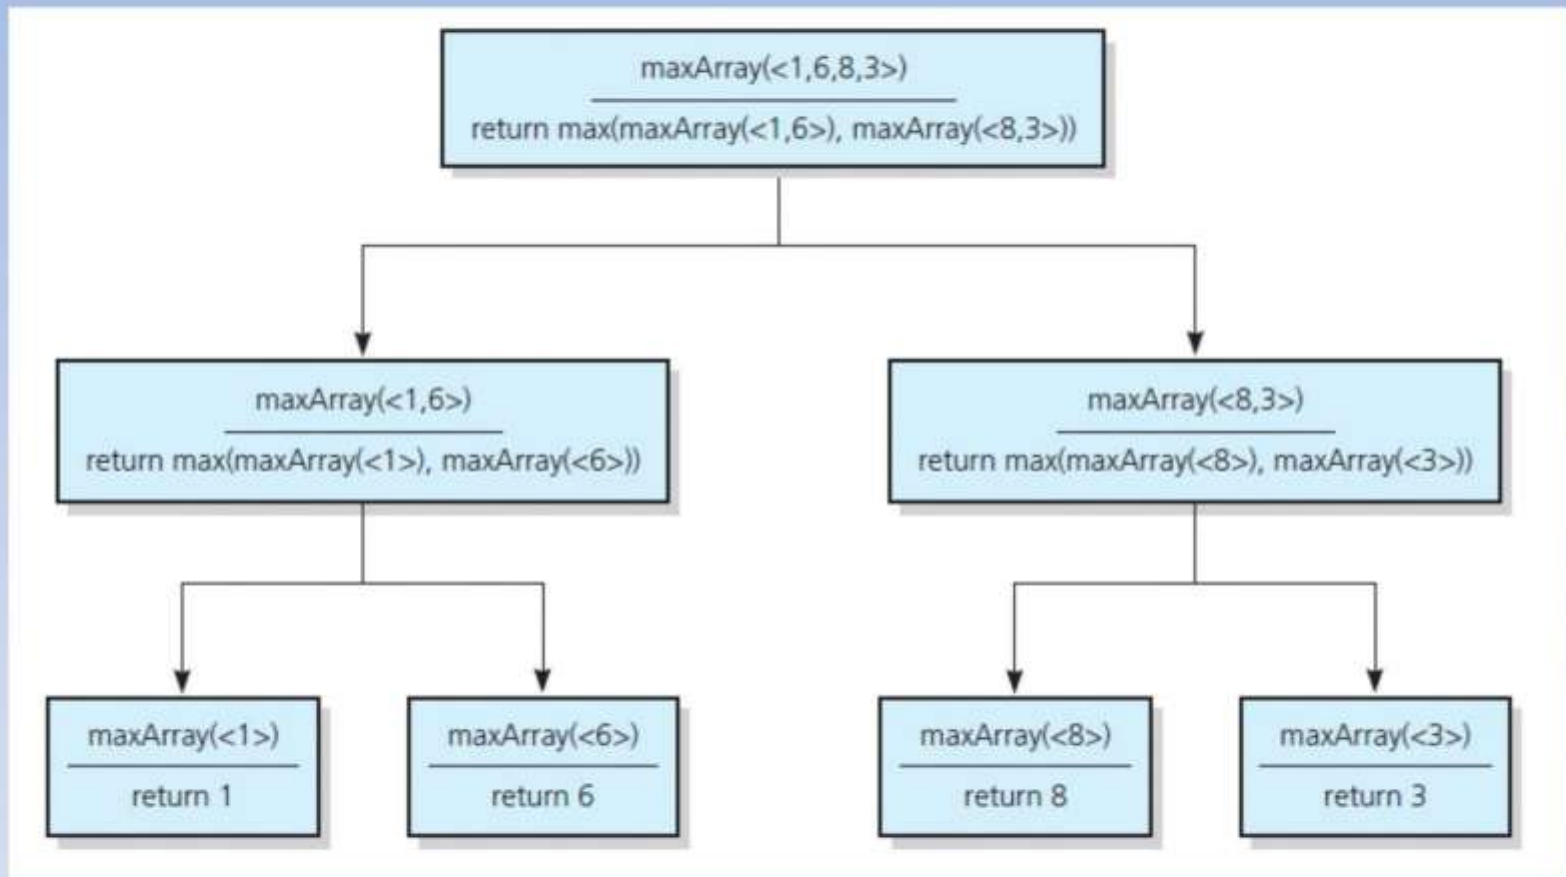 maxArray(<1,6,8,3>)
return max(maxArray(<1,6>), maxArray(<8,3>))
maxArray(<1,6>)
return max(maxArray(<1>), maxArray(<6>))
maxArray(<8,3>)
return max(maxArray(<8>), maxArray(<3>))
maxArray(<1>)
return 1
maxArray(<6>)
return 6
maxArray(<8>)
return 8
maxArray(<3>)
return 3